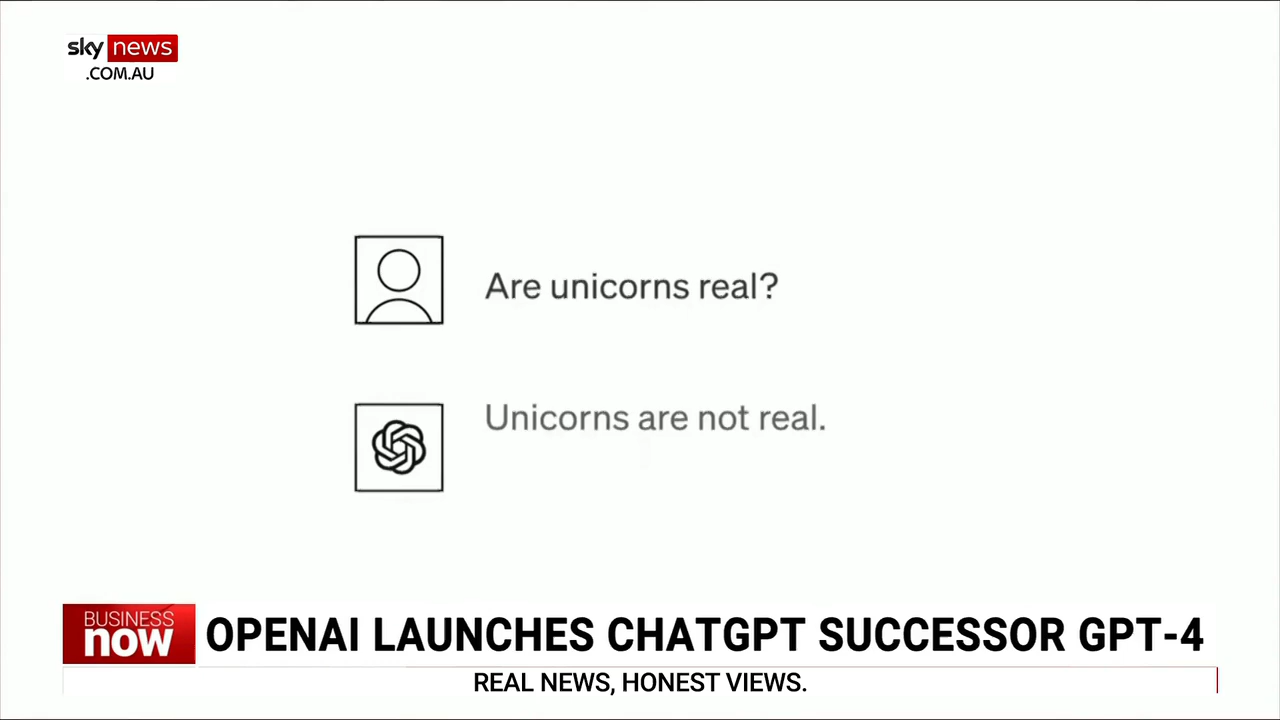 sky news
.COM.AU
Are unicorns real?
Unicorns are not real.
BUSINESS
now
OPENAI LAUNCHES CHATGPT SUCCESSOR GPT-4
REAL NEWS, HONEST VIEWS.